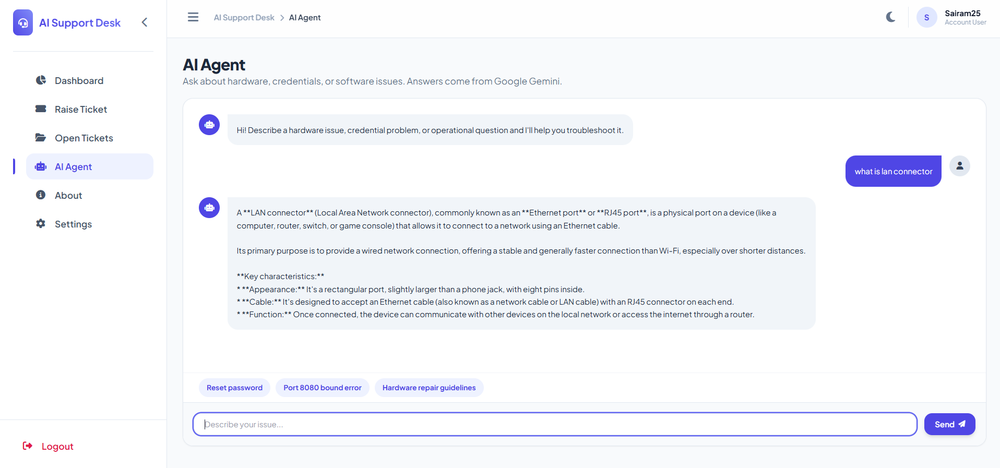 AI Support Desk
Dashboard
Raise Ticket
Open Tickets
AI Agent
About
Settings
Logout
AI Support Desk > AI Agent
S
Sairam25
Account User
AI Agent
Ask about hardware, credentials, or software issues. Answers come from Google Gemini.
Hi! Describe a hardware issue, credential problem, or operational question and I'll help you troubleshoot it.
what is lan connector
A **LAN connector** (Local Area Network connector), commonly known as an **Ethernet port** or **RJ45 port**, is a physical port on a device (like a
computer, router, switch, or game console) that allows it to connect to a network using an Ethernet cable.
Its primary purpose is to provide a wired network connection, offering a stable and generally faster connection than Wi-Fi, especially over shorter distances.
**Key characteristics:**
* **Appearance:** It's a rectangular port, slightly larger than a phone jack, with eight pins inside.
* **Cable:** It's designed to accept an Ethernet cable (also known as a network cable or LAN cable) with an RJ45 connector on each end.
* **Function:** Once connected, the device can communicate with other devices on the local network or access the internet through a router.
Reset password
Port 8080 bound error
Hardware repair guidelines
Describe your issue...
Send